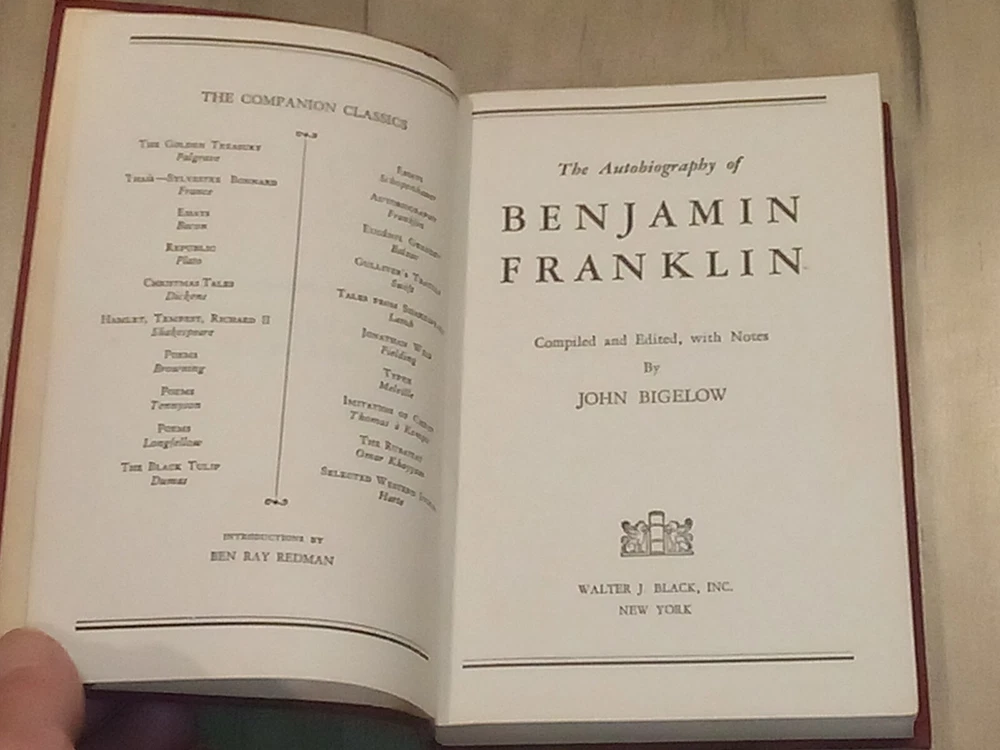 THE COMPANION CLASSICS
THE GOLDEN TREASURY
Palgrave
THAIS—SYLVESTRE BONNARD
France
ESSAYS
Bacon
REPUBLIC
Plato
CHRISTMAS TALES
Dickens
HAMLET, TEMPEST, RICHARD II
Shakespeare
POEMS
Browning
POEMS
Tennyson
POEMS
Longfellow
THE BLACK TULIP
Dumas
ESSAYS
Schopenhauer
AUTOBIOGRAPHY
Franklin
EUGÉNIE
Balzac
GULLIVER'S TRAVELS
Swift
TALES FROM
Lamb
JONATHAN WILD
Fielding
TYPEE
Melville
IMITATION OF CHRIST
Thomas à Kempis
THE RUBAIYAT
Omar Khayyam
SELECTED WESTERN
Harte
INTRODUCTIONS BY
BEN RAY REDMAN
The Autobiography of
BENJAMIN
FRANKLIN
Compiled and Edited, with Notes
By
JOHN BIGELOW
WALTER J. BLACK, INC.
NEW YORK